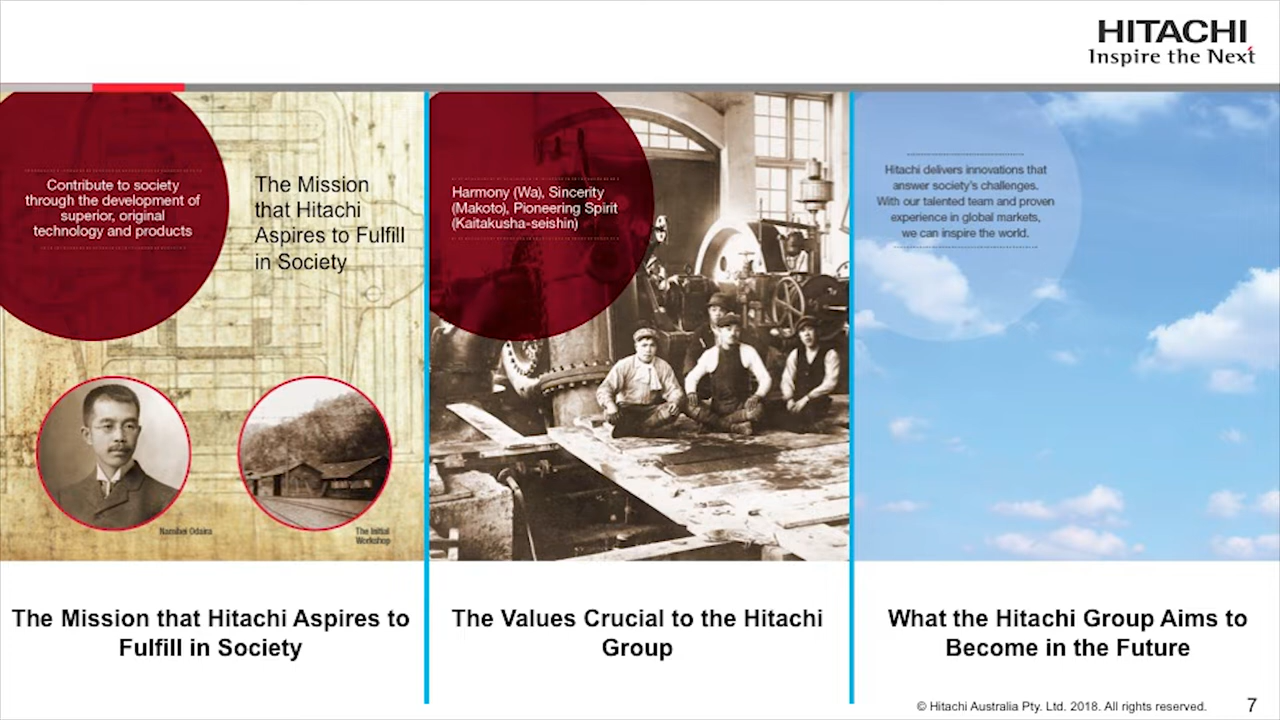 HITACHI
Inspire the Next
Contribute to society
through the development of
superior, original
technology and products
The Mission
that Hitachi
Aspires to Fulfill
in Society
Namihei Odaira
The Initial
Workshop
Harmony (Wa), Sincerity
(Makoto), Pioneering Spirit
(Kaitakusha-seishin)
Hitachi delivers innovations that
answer society's challenges.
With our talented team and proven
experience in global markets,
we can inspire the world.
The Mission that Hitachi Aspires to
Fulfill in Society
The Values Crucial to the Hitachi
Group
What the Hitachi Group Aims to
Become in the Future
© Hitachi Australia Pty. Ltd. 2018. All rights reserved.
7